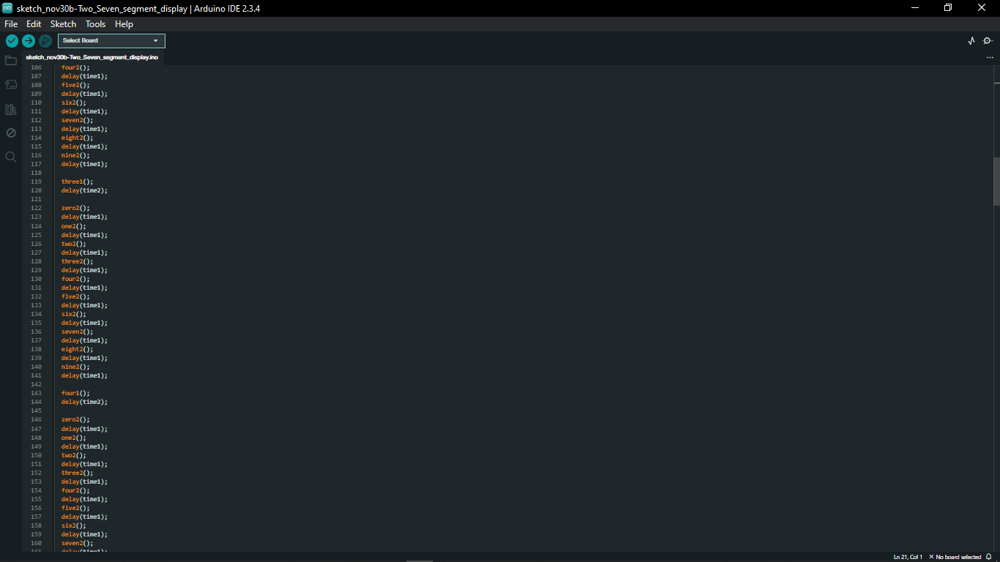 sketch_nov30b-Two_Seven_segment_display | Arduino IDE 2.3.4
File Edit Sketch Tools Help
Select Board
sketch_nov30b-Two_Seven_segment_display.ino
106 four2();
107 delay(time1);
108 five2();
109 delay(time1);
110 six2();
111 delay(time1);
112 seven2();
113 delay(time1);
114 eight2();
115 delay(time1);
116 nine2();
117 delay(time1);
118
119 three1();
120 delay(time2);
121
122 zero2();
123 delay(time1);
124 one2();
125 delay(time1);
126 two2();
127 delay(time1);
128 three2();
129 delay(time1);
130 four2();
131 delay(time1);
132 five2();
133 delay(time1);
134 six2();
135 delay(time1);
136 seven2();
137 delay(time1);
138 eight2();
139 delay(time1);
140 nine2();
141 delay(time1);
142
143 four1();
144 delay(time2);
145
146 zero2();
147 delay(time1);
148 one2();
149 delay(time1);
150 two2();
151 delay(time1);
152 three2();
153 delay(time1);
154 four2();
155 delay(time1);
156 five2();
157 delay(time1);
158 six2();
159 delay(time1);
160 seven2();
161 delay(time1);
Ln 21, Col 1 × No board selected